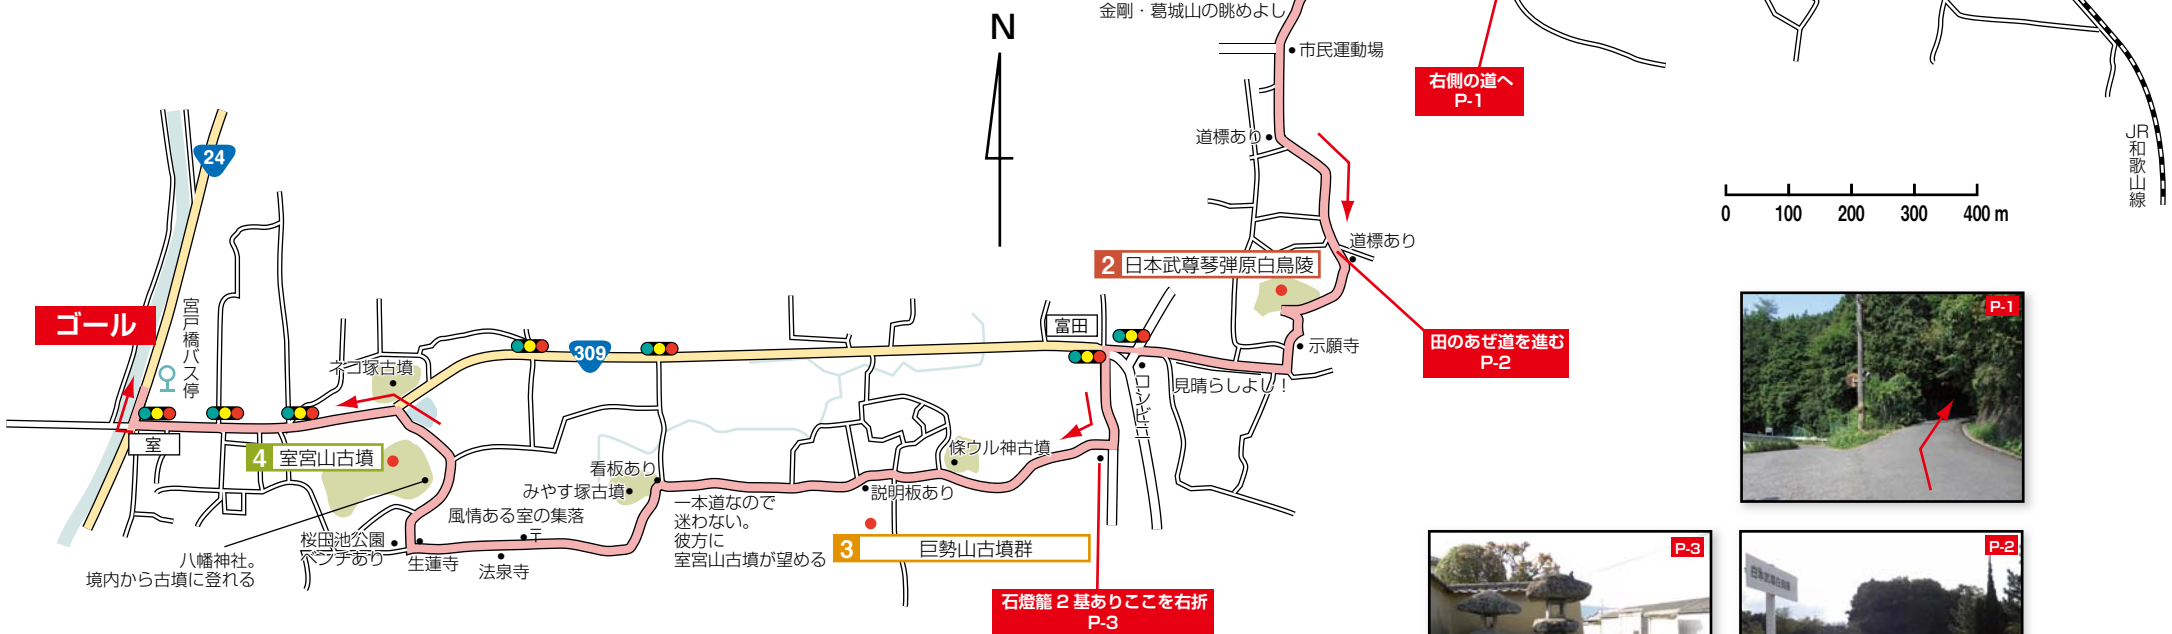 金剛・葛城山の眺めよし
N
市民運動場
右側の道へ
P-1
道標あり
24
JR和歌山線
0 100 200 300 400 m
道標あり
2 日本武尊琴弾原白鳥陵
ゴール
宮戸橋バス停
富田
309
田のあぜ道を進む
P-2
示願寺
ネコ塚古墳
コンビニ
見晴らしよし!
P-1
室
4 室宮山古墳
條ウル神古墳
看板あり
みやす塚古墳
説明板あり
一本道なので
迷わない。
彼方に
室宮山古墳が望める
風情ある室の集落
〒
3 巨勢山古墳群
桜田池公園
ベンチあり
生蓮寺
法泉寺
八幡神社。
境内から古墳に登れる
石燈籠2基ありここを右折
P-3
P-3
P-2
日本武尊白鳥陵